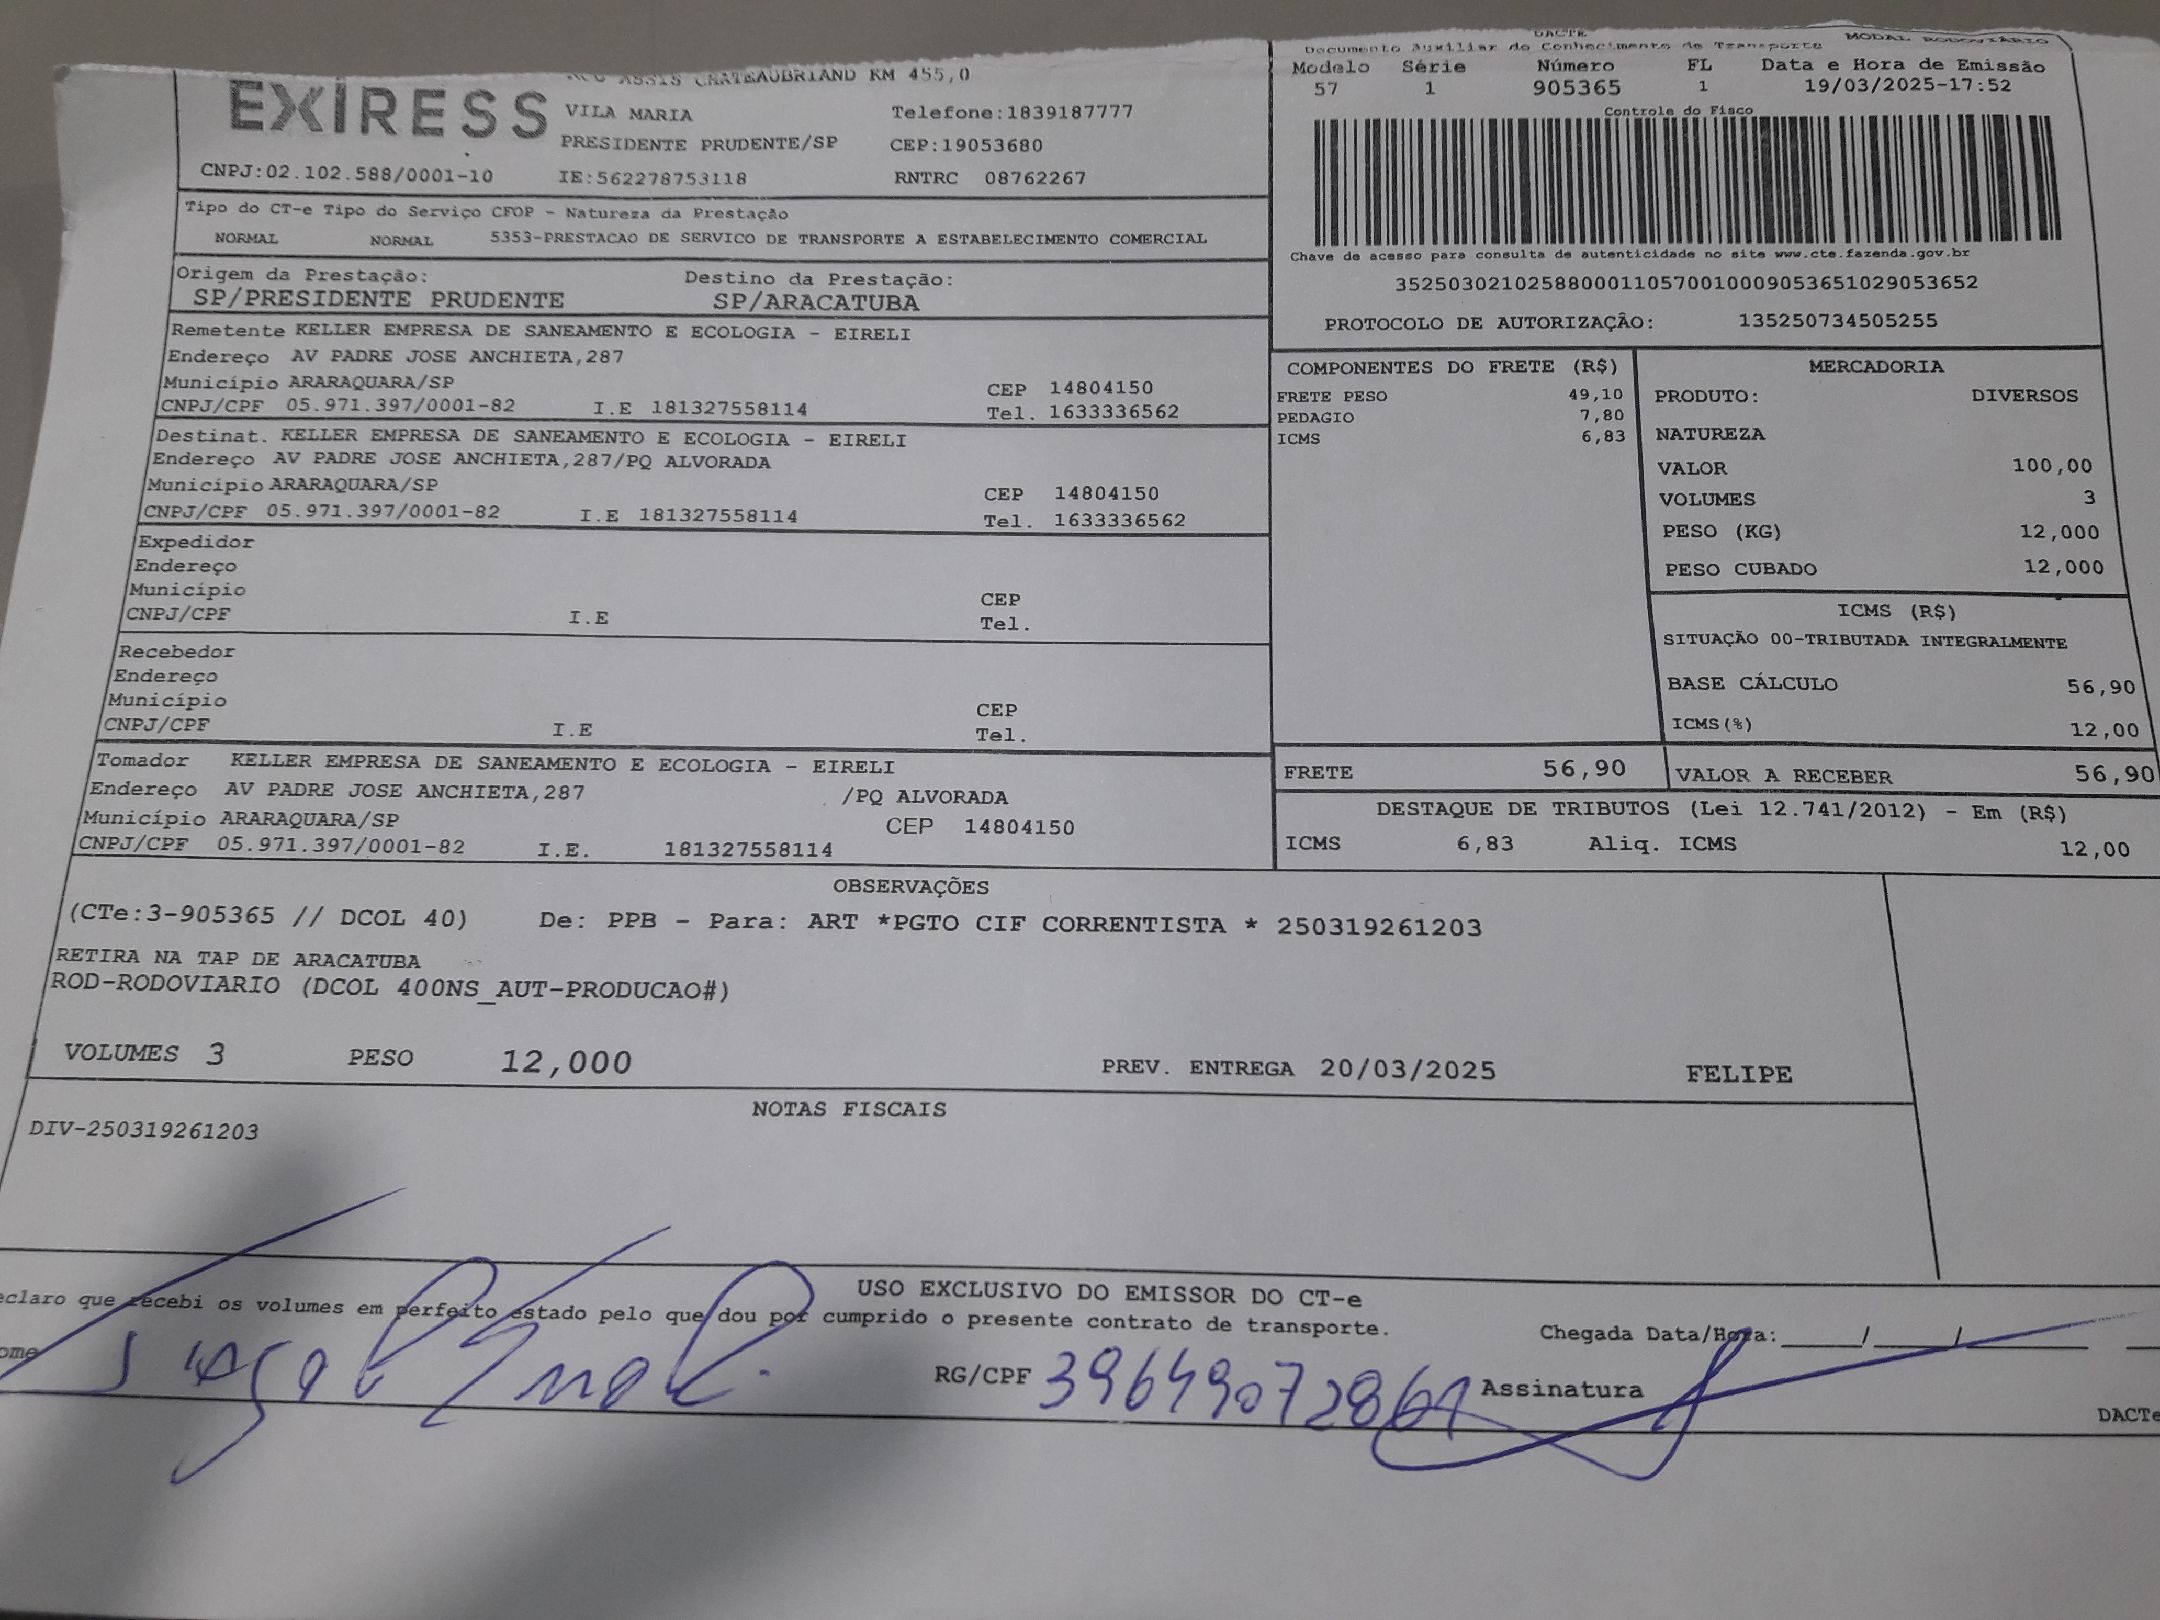 ASSIS CHATEAUBRIAND KM 455,0
EXIRESS
VILA MARIA Telefone:1839187777
PRESIDENTE PRUDENTE/SP CEP:19053680
CNPJ:02.102.588/0001-10 IE:562278753118 RNTRC 08762267
DACTE
Documento Auxiliar do Conhecimento de Transporte MODAL RODOVIÁRIO
Modelo Série Número FL Data e Hora de Emissão
57 1 905365 1 19/03/2025-17:52
Controle do Fisco
Chave de acesso para consulta de autenticidade no site www.cte.fazenda.gov.br
35250302102588000110570010009053651029053652
PROTOCOLO DE AUTORIZAÇÃO: 135250734505255
Tipo do CT-e Tipo do Serviço CFOP - Natureza da Prestação
NORMAL NORMAL 5353-PRESTACAO DE SERVICO DE TRANSPORTE A ESTABELECIMENTO COMERCIAL
Origem da Prestação: Destino da Prestação:
SP/PRESIDENTE PRUDENTE SP/ARACATUBA
Remetente KELLER EMPRESA DE SANEAMENTO E ECOLOGIA - EIRELI
Endereço AV PADRE JOSE ANCHIETA,287
Município ARARAQUARA/SP CEP 14804150
CNPJ/CPF 05.971.397/0001-82 I.E 181327558114 Tel. 1633336562
Destinat. KELLER EMPRESA DE SANEAMENTO E ECOLOGIA - EIRELI
Endereço AV PADRE JOSE ANCHIETA,287/PQ ALVORADA
Município ARARAQUARA/SP CEP 14804150
CNPJ/CPF 05.971.397/0001-82 I.E 181327558114 Tel. 1633336562
Expedidor
Endereço
Município CEP
CNPJ/CPF I.E Tel.
Recebedor
Endereço
Município CEP
CNPJ/CPF I.E Tel.
Tomador KELLER EMPRESA DE SANEAMENTO E ECOLOGIA - EIRELI
Endereço AV PADRE JOSE ANCHIETA,287 /PQ ALVORADA
Município ARARAQUARA/SP CEP 14804150
CNPJ/CPF 05.971.397/0001-82 I.E. 181327558114
COMPONENTES DO FRETE (R$)
FRETE PESO 49,10
PEDAGIO 7,80
ICMS 6,83
MERCADORIA
PRODUTO: DIVERSOS
NATUREZA
VALOR 100,00
VOLUMES 3
PESO (KG) 12,000
PESO CUBADO 12,000
ICMS (R$)
SITUAÇÃO 00-TRIBUTADA INTEGRALMENTE
BASE CÁLCULO 56,90
ICMS(%) 12,00
FRETE 56,90 VALOR A RECEBER 56,90
DESTAQUE DE TRIBUTOS (Lei 12.741/2012) - Em (R$)
ICMS 6,83 Aliq. ICMS 12,00
OBSERVAÇÕES
(CTe:3-905365 // DCOL 40) De: PPB - Para: ART *PGTO CIF CORRENTISTA * 250319261203
RETIRA NA TAP DE ARACATUBA
ROD-RODOVIARIO (DCOL 400NS_AUT-PRODUCAO#)
VOLUMES 3 PESO 12,000 PREV. ENTREGA 20/03/2025 FELIPE
NOTAS FISCAIS
DIV-250319261203
USO EXCLUSIVO DO EMISSOR DO CT-e
eclaro que recebi os volumes em perfeito estado pelo que dou por cumprido o presente contrato de transporte.
Chegada Data/Hora:_____/_____/________
ome RG/CPF Assinatura
DACTe